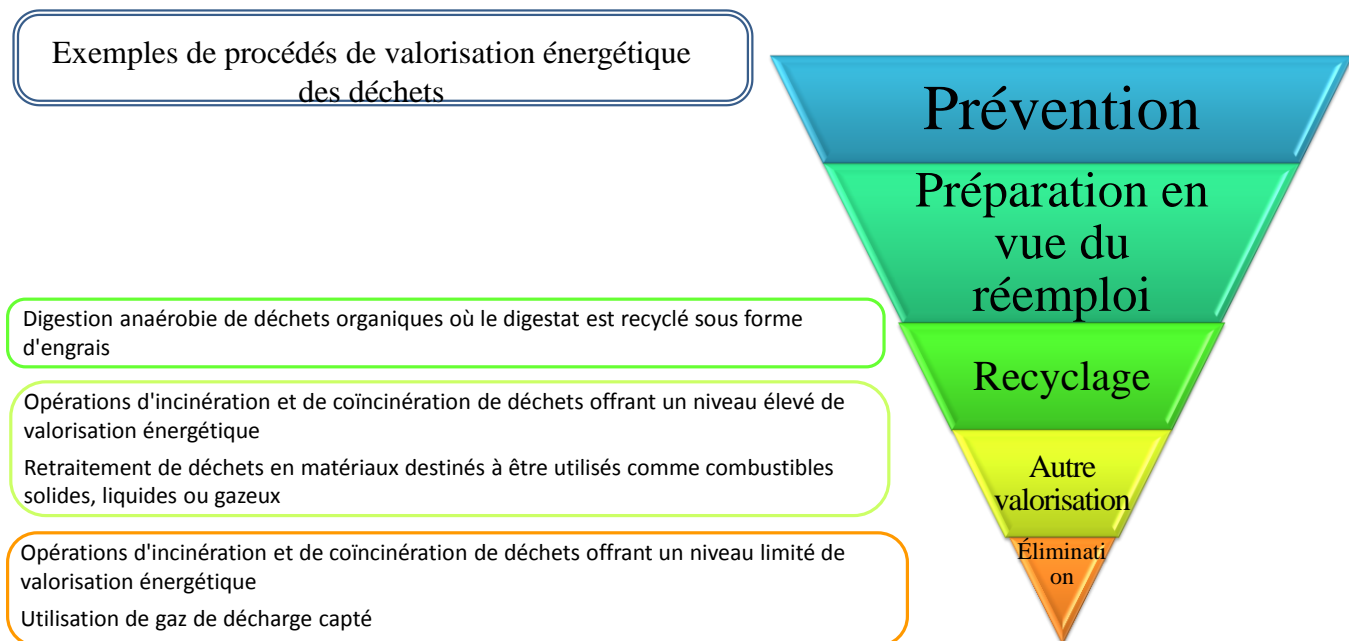 Exemples de procédés de valorisation énergétique
des déchets
Prévention
Préparation en
vue du
réemploi
Digestion anaérobie de déchets organiques où le digestat est recyclé sous forme
d'engrais
Recyclage
Opérations d'incinération et de coïncinération de déchets offrant un niveau élevé de
valorisation énergétique
Retraitement de déchets en matériaux destinés à être utilisés comme combustibles
solides, liquides ou gazeux
Autre
valorisation
Opérations d'incinération et de coïncinération de déchets offrant un niveau limité de
valorisation énergétique
Utilisation de gaz de décharge capté
Éliminati
on